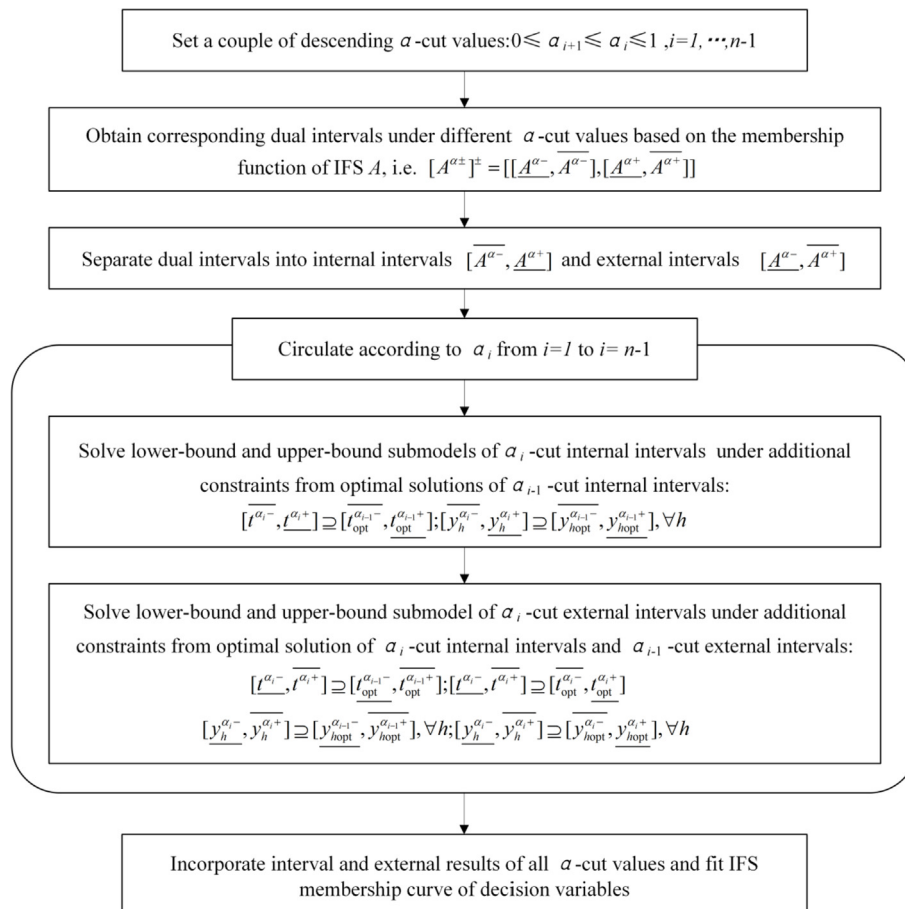 Set a couple of descending α-cut values:0≤ α_{i+1}≤ α_i≤1 ,i=1, ···,n-1
Obtain corresponding dual intervals under different α-cut values based on the membership
function of IFS A, i.e. [A^{α±}]^± =[[\underline{A^{α-}},\overline{A^{α-}}],[\underline{A^{α+}},\overline{A^{α+}}]]
Separate dual intervals into internal intervals [\overline{A^{α-}},\underline{A^{α+}}] and external intervals [\underline{A^{α-}},\overline{A^{α+}}]
Circulate according to α_i from i=1 to i= n-1
Solve lower-bound and upper-bound submodels of α_i-cut internal intervals under additional
constraints from optimal solutions of α_{i-1}-cut internal intervals:
[\overline{t^{α_i-}},\underline{t^{α_i+}}]⊇[\overline{t_{opt}^{α_{i-1}-}},\underline{t_{opt}^{α_{i-1}+}}];[\overline{y_h^{α_i-}},\underline{y_h^{α_i+}}]⊇[\overline{y_{hopt}^{α_{i-1}-}},\underline{y_{hopt}^{α_{i-1}+}}],∀h
Solve lower-bound and upper-bound submodel of α_i-cut external intervals under additional
constraints from optimal solution of α_i-cut internal intervals and α_{i-1}-cut external intervals:
[\underline{t^{α_i-}},\overline{t^{α_i+}}]⊇[\underline{t_{opt}^{α_{i-1}-}},\overline{t_{opt}^{α_{i-1}+}}];[\underline{t^{α_i-}},\overline{t^{α_i+}}]⊇[\overline{t_{opt}^{α_i-}},\underline{t_{opt}^{α_i+}}]
[\underline{y_h^{α_i-}},\overline{y_h^{α_i+}}]⊇[\underline{y_{hopt}^{α_{i-1}-}},\overline{y_{hopt}^{α_{i-1}+}}],∀h;[\underline{y_h^{α_i-}},\overline{y_h^{α_i+}}]⊇[\overline{y_{hopt}^{α_i-}},\underline{y_{hopt}^{α_i+}}],∀h
Incorporate interval and external results of all α-cut values and fit IFS
membership curve of decision variables